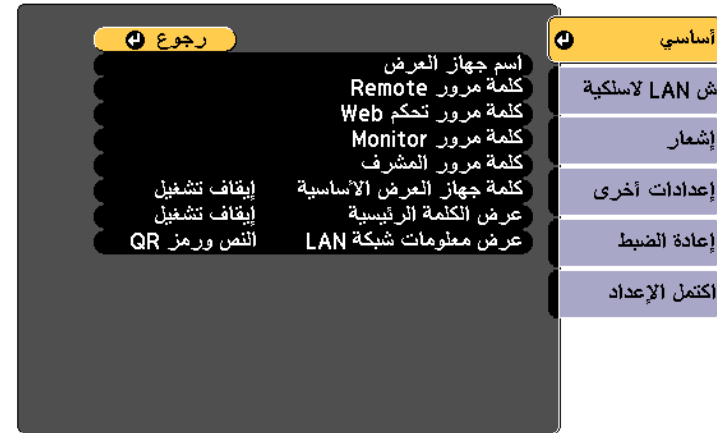 أساسي
ش LAN لاسلكية
إشعار
إعدادات أخرى
إعادة الضبط
اكتمل الإعداد
رجوع
اسم جهاز العرض
كلمة مرور Remote
كلمة مرور تحكم Web
كلمة مرور Monitor
كلمة مرور المشرف
كلمة جهاز العرض الأساسية إيقاف تشغيل
عرض الكلمة الرئيسية إيقاف تشغيل
عرض معلومات شبكة LAN النص ورمز QR